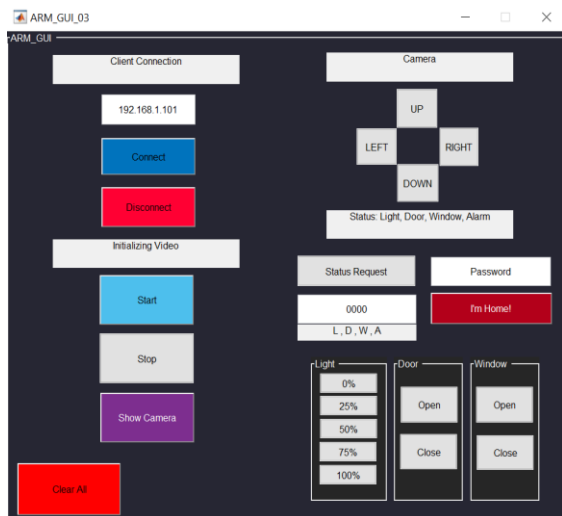 ARM_GUI_03
ARM_GUI
Client Connection
192.168.1.101
Connect
Disconnect
Initializing Video
Start
Stop
Show Camera
Clear All
Camera
UP
LEFT
RIGHT
DOWN
Status: Light, Door, Window, Alarm
Status Request
Password
0000
I'm Home!
L , D , W , A
Light
0%
25%
50%
75%
100%
Door
Open
Close
Window
Open
Close